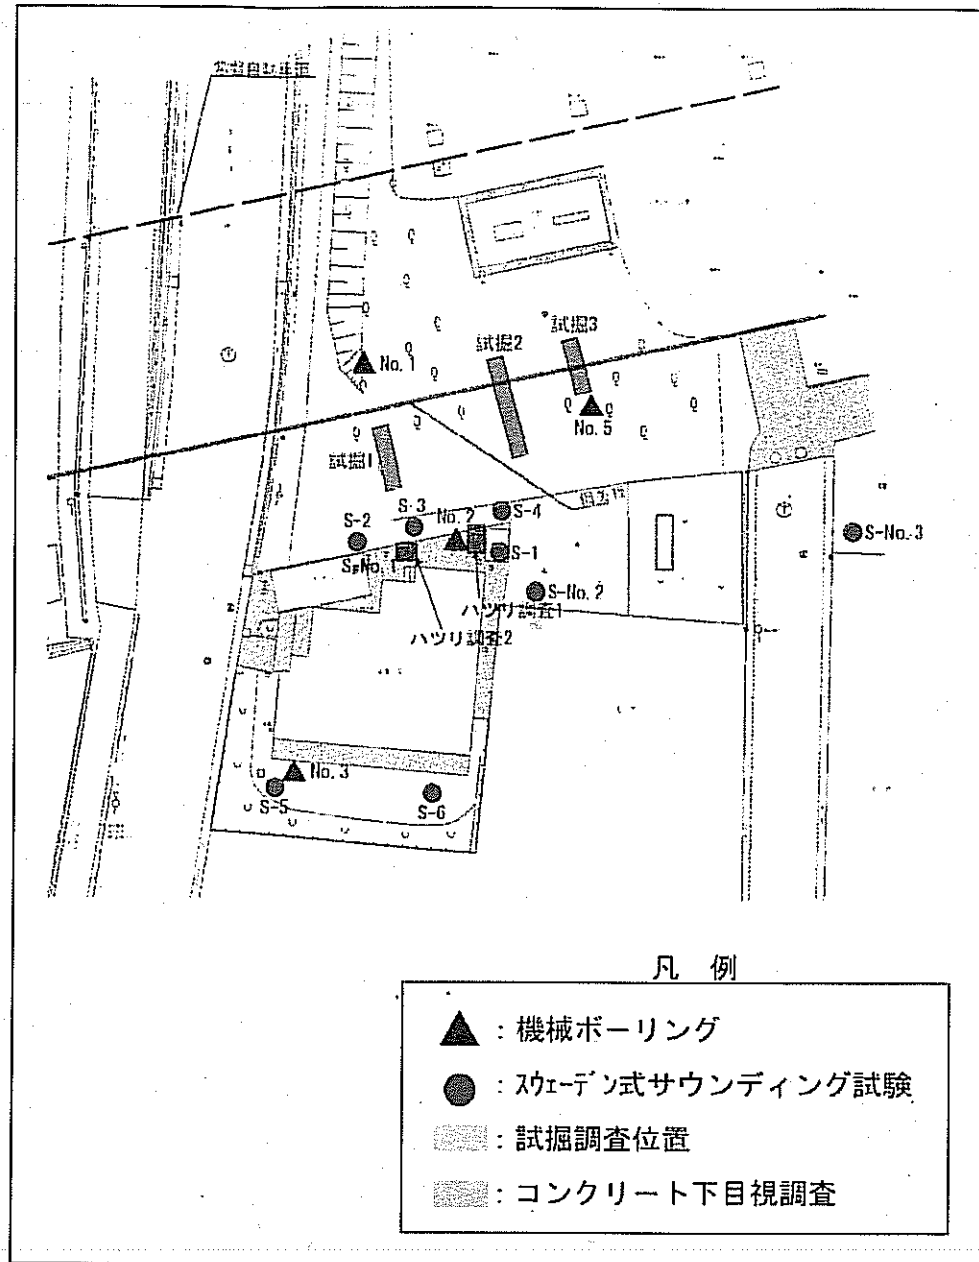 試掘3
試掘2
No. 1
No. 5
試掘1
S-3
No. 2
S-4
S-2
S-No. 3
S-1
S-No. 1
S-No. 2
ハツリ調査1
ハツリ調査2
No. 3
S-5
S-6
凡 例
：機械ボーリング
：スウェーデン式サウンディング試験
：試掘調査位置
：コンクリート下目視調査